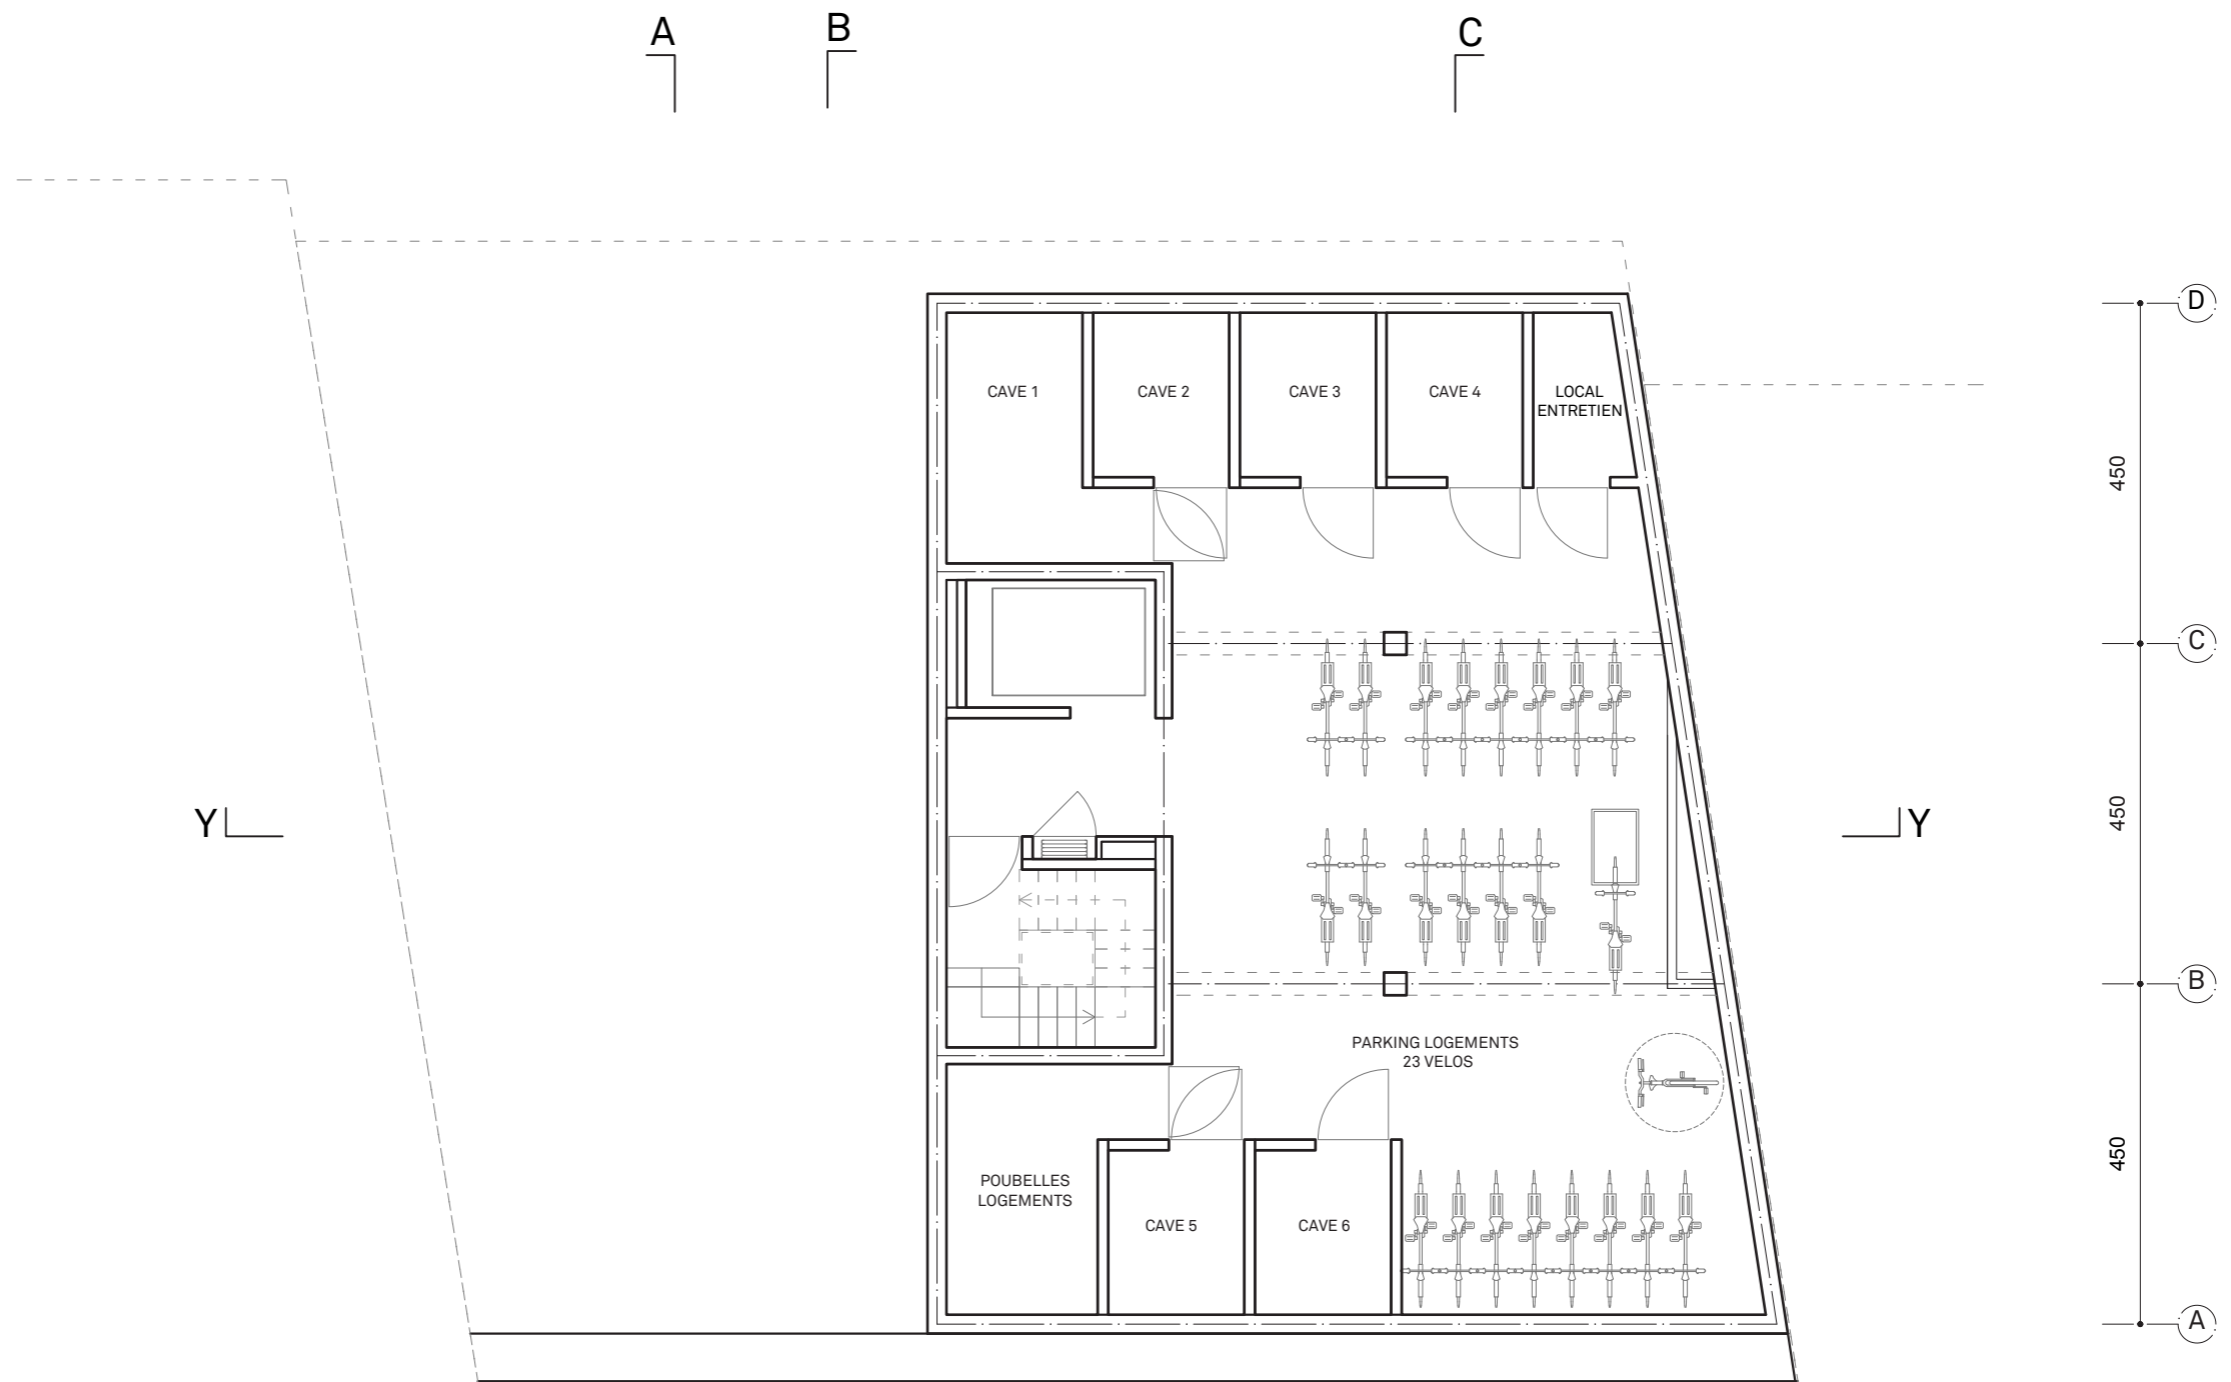 A
B
C
D
CAVE 1
CAVE 2
CAVE 3
CAVE 4
LOCAL
ENTRETIEN
450
C
Y
450
Y
B
PARKING LOGEMENTS
23 VELOS
450
POUBELLES
LOGEMENTS
CAVE 5
CAVE 6
A